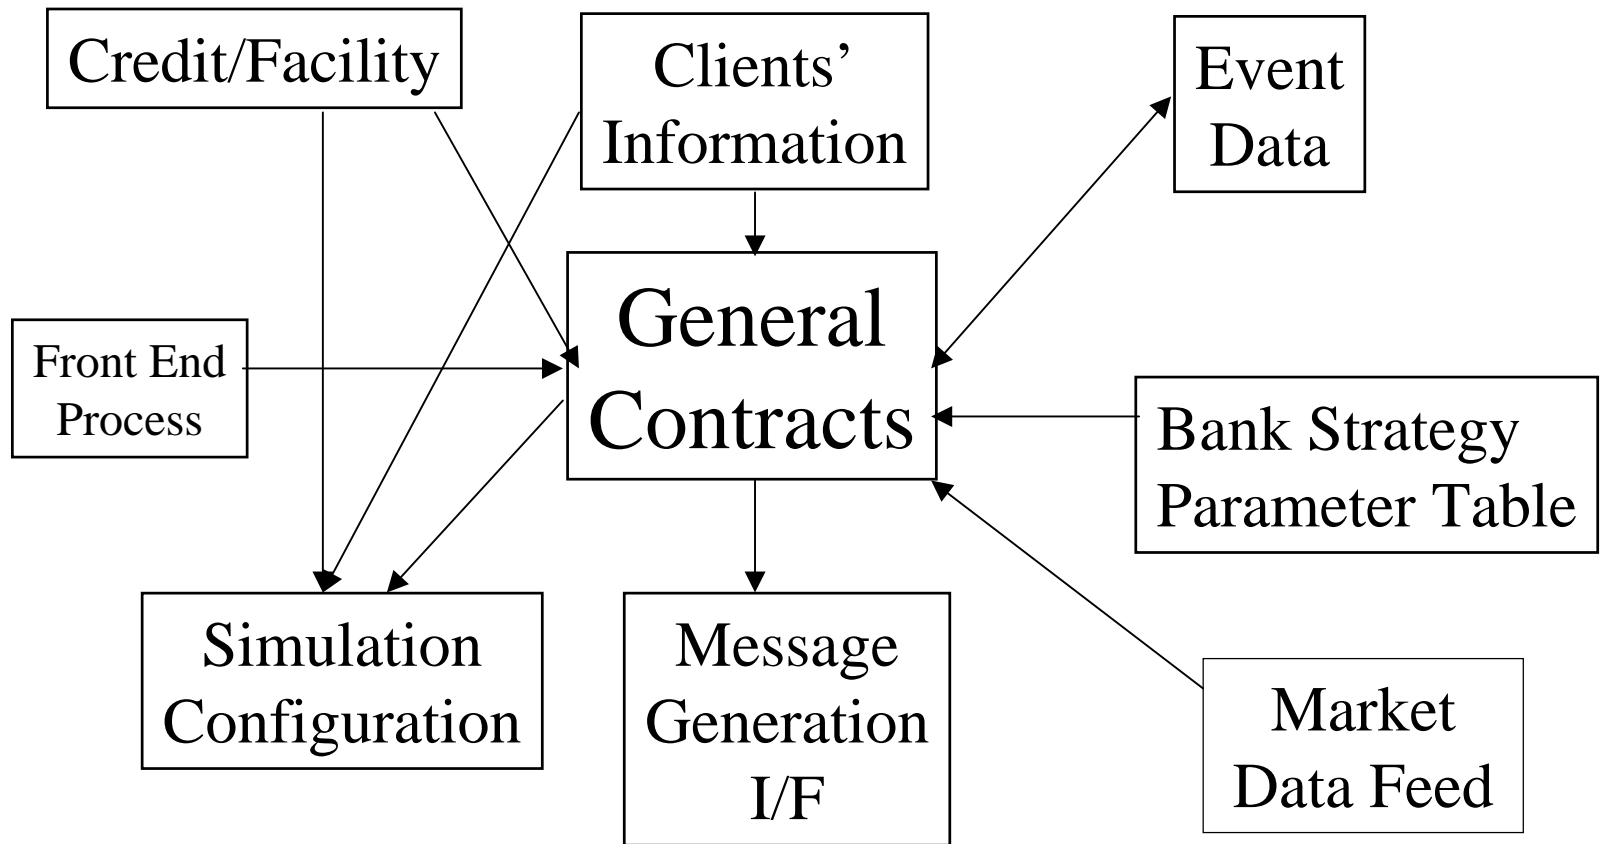 Credit/Facility
Clients’
Information
Event
Data
General
Contracts
Front End
Process
Bank Strategy
Parameter Table
Simulation
Configuration
Message
Generation
I/F
Market
Data Feed